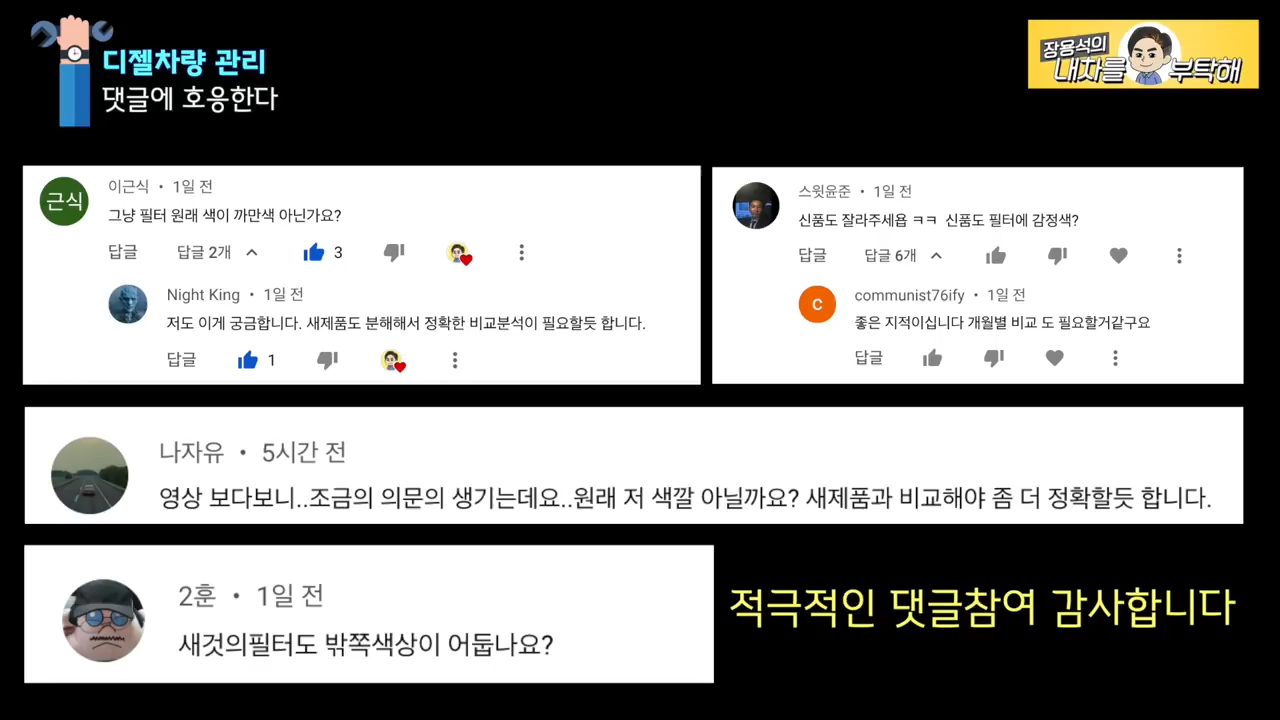 디젤차량 관리
댓글에 호응한다
장용석의
내차를 부탁해
근식
이근식 • 1일 전
그냥 필터 원래 색이 까만색 아닌가요?
답글 답글 2개 3
Night King • 1일 전
저도 이게 궁금합니다. 새제품도 분해해서 정확한 비교분석이 필요할듯 합니다.
답글 1
스윗윤준 • 1일 전
신품도 잘라주세욥 ㅋㅋ 신품도 필터에 감정색?
답글 답글 6개
C
communist76ify • 1일 전
좋은 지적이십니다 개월별 비교 도 필요할거같구요
답글
나자유 • 5시간 전
영상 보다보니..조금의 의문의 생기는데요..원래 저 색깔 아닐까요? 새제품과 비교해야 좀 더 정확할듯 합니다.
2훈 • 1일 전
새것의필터도 밖쪽색상이 어둡나요?
적극적인 댓글참여 감사합니다